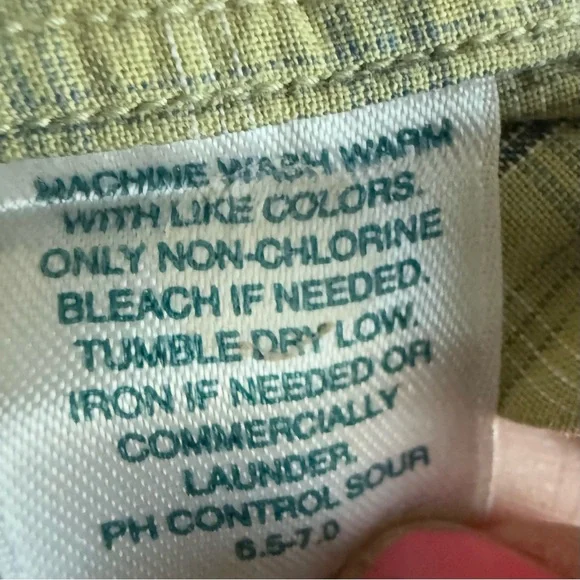 MACHINE WASH WARM
WITH LIKE COLORS.
ONLY NON-CHLORINE
BLEACH IF NEEDED.
TUMBLE DRY LOW.
IRON IF NEEDED OR
COMMERCIALLY
LAUNDER.
PH CONTROL SOUR
6.5-7.0